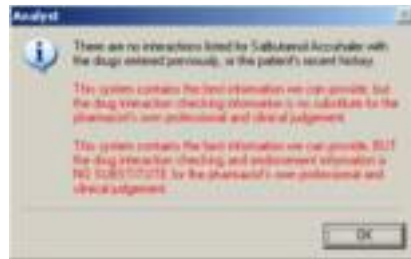 Analyst
There are no interactions listed for Salbutamol Accuhaler with
the drugs entered previously, or the patient's recent history.
This system contains the best information we can provide, but
the drug interaction checking information is no substitute for the
pharmacist's own professional and clinical judgement
This system contains the best information we can provide, BUT
the drug interaction checking and endorsement information is
NO SUBSTITUTE for the pharmacist's own professional and
clinical judgement
OK